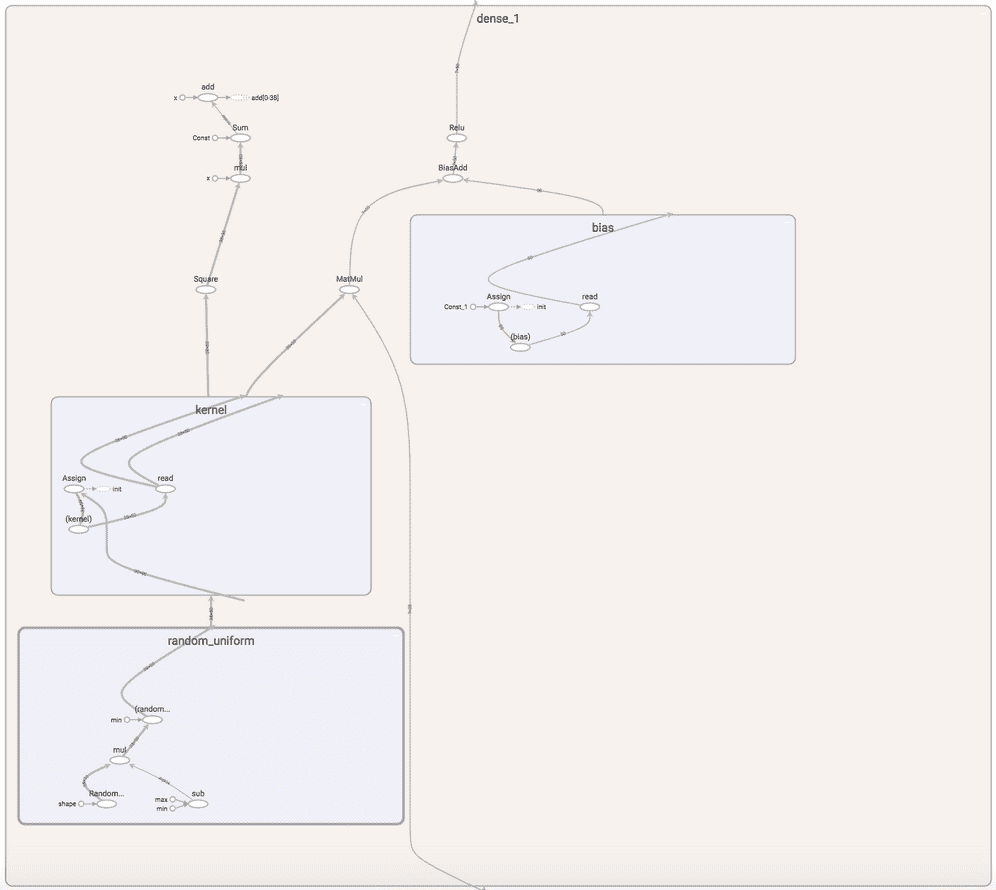 dense_1
add
x
add[0-38]
Sum
Const
mul
x
Relu
BiasAdd
Square
MatMul
bias
Assign
Const_1
init
read
(bias)
kernel
Assign
init
read
(kernel)
random_uniform
(random...
min
mul
Random...
shape
sub
max
min